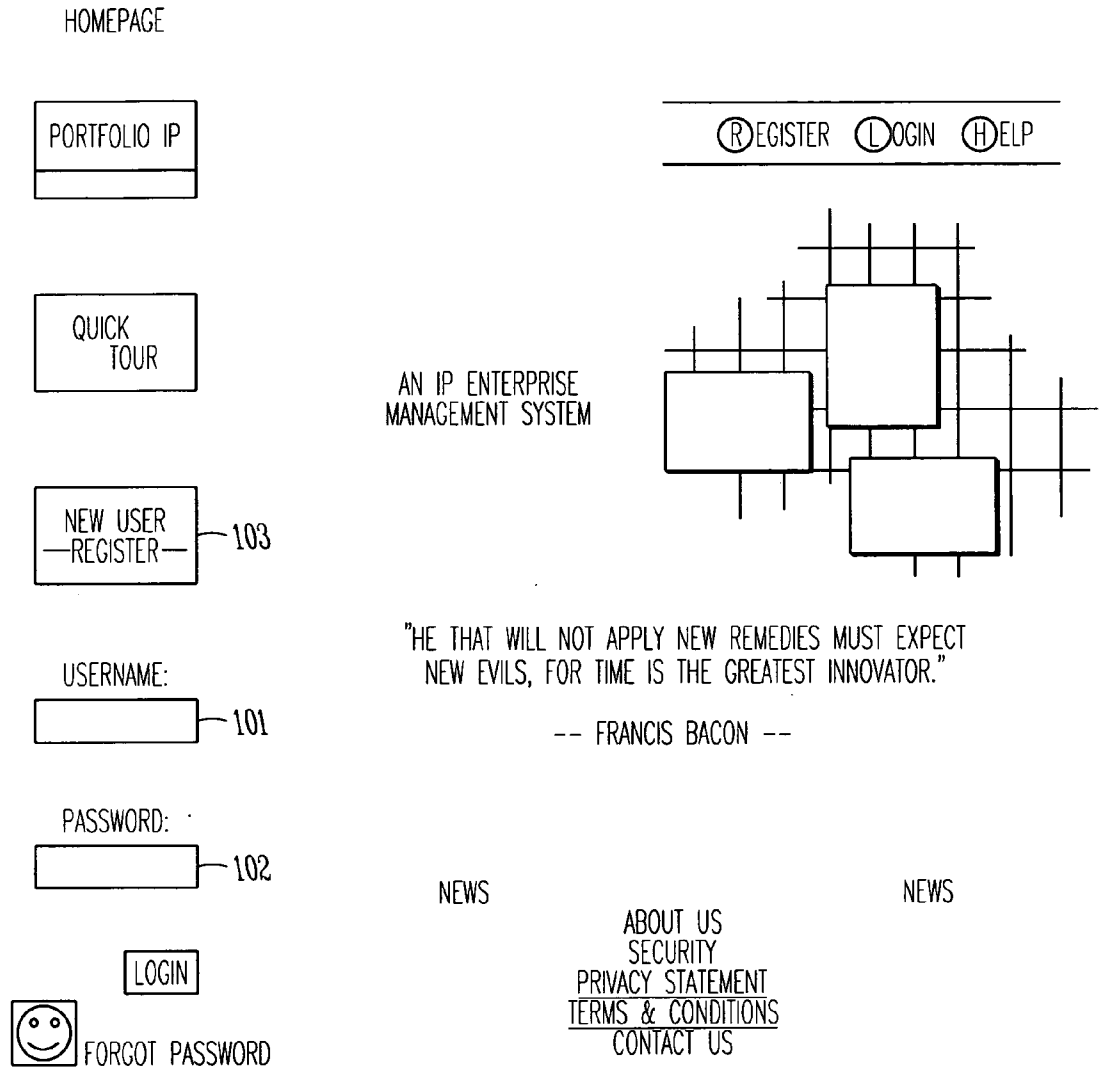 HOMEPAGE
PORTFOLIO IP
REGISTER LOGIN HELP
QUICK
TOUR
AN IP ENTERPRISE
MANAGEMENT SYSTEM
NEW USER
REGISTER
103
"HE THAT WILL NOT APPLY NEW REMEDIES MUST EXPECT
NEW EVILS, FOR TIME IS THE GREATEST INNOVATOR."
-- FRANCIS BACON --
USERNAME:
101
PASSWORD:
102
LOGIN
FORGOT PASSWORD
NEWS
NEWS
ABOUT US
SECURITY
PRIVACY STATEMENT
TERMS & CONDITIONS
CONTACT US